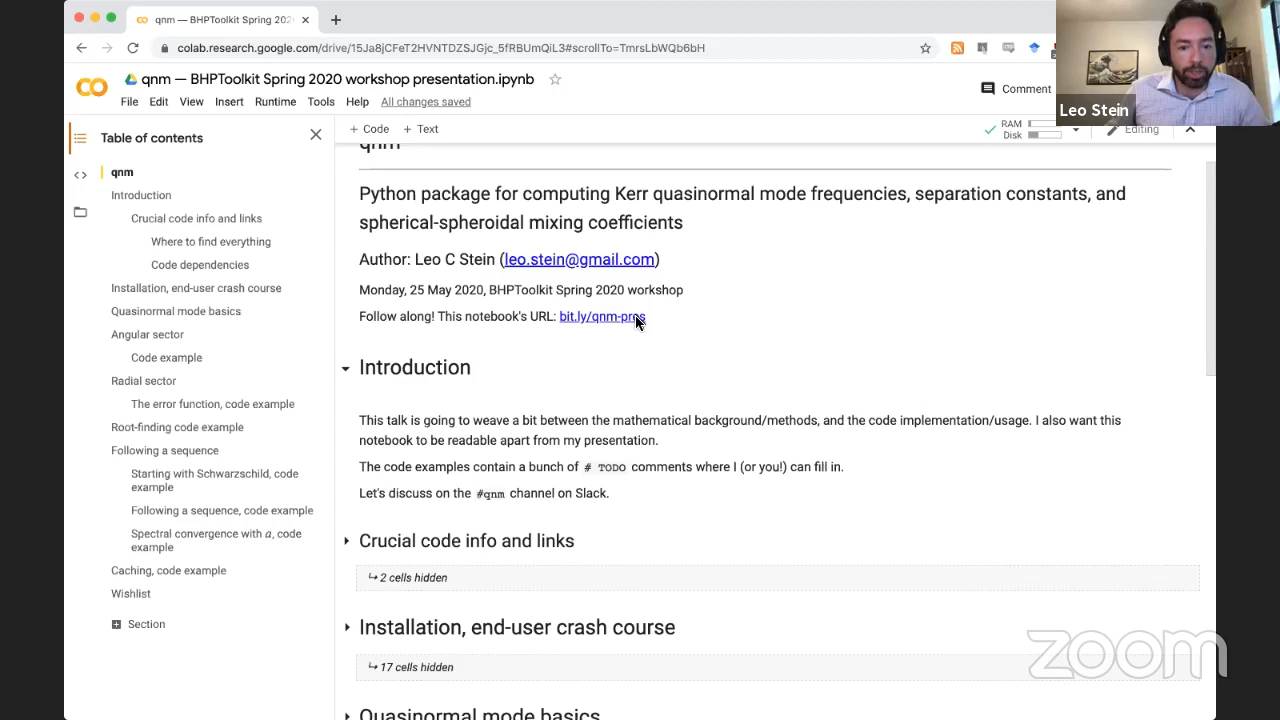 qnm — BHPToolkit Spring 202
colab.research.google.com/drive/15Ja8jCFeT2HVNTDZSJGjc_5fRBUmQiL3#scrollTo=TmrsLbWQb6bH
qnm — BHPToolkit Spring 2020 workshop presentation.ipynb
File Edit View Insert Runtime Tools Help All changes saved
Comment
Leo Stein
Table of contents
+ Code + Text
RAM
Disk
Editing
qnm
Introduction
Crucial code info and links
Where to find everything
Code dependencies
Installation, end-user crash course
Quasinormal mode basics
Angular sector
Code example
Radial sector
The error function, code example
Root-finding code example
Following a sequence
Starting with Schwarzschild, code
example
Following a sequence, code example
Spectral convergence with a, code
example
Caching, code example
Wishlist
Section
qnm
Python package for computing Kerr quasinormal mode frequencies, separation constants, and
spherical-spheroidal mixing coefficients
Author: Leo C Stein (leo.stein@gmail.com)
Monday, 25 May 2020, BHPToolkit Spring 2020 workshop
Follow along! This notebook's URL: bit.ly/qnm-pres
Introduction
This talk is going to weave a bit between the mathematical background/methods, and the code implementation/usage. I also want this
notebook to be readable apart from my presentation.
The code examples contain a bunch of # TODO comments where I (or you!) can fill in.
Let's discuss on the #qnm channel on Slack.
Crucial code info and links
2 cells hidden
Installation, end-user crash course
17 cells hidden
Quasinormal mode basics
zoom